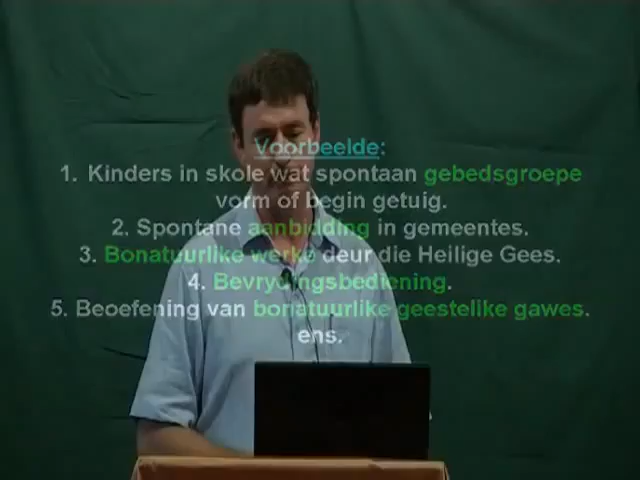 Voorbeelde:
1. Kinders in skole wat spontaan gebedsgroepe
vorm of begin getuig.
2. Spontane aanbidding in gemeentes.
3. Bonatuurlike werke deur die Heilige Gees.
4. Bevrydingsbediening.
5. Beoefening van bonatuurlike geestelike gawes.
ens.